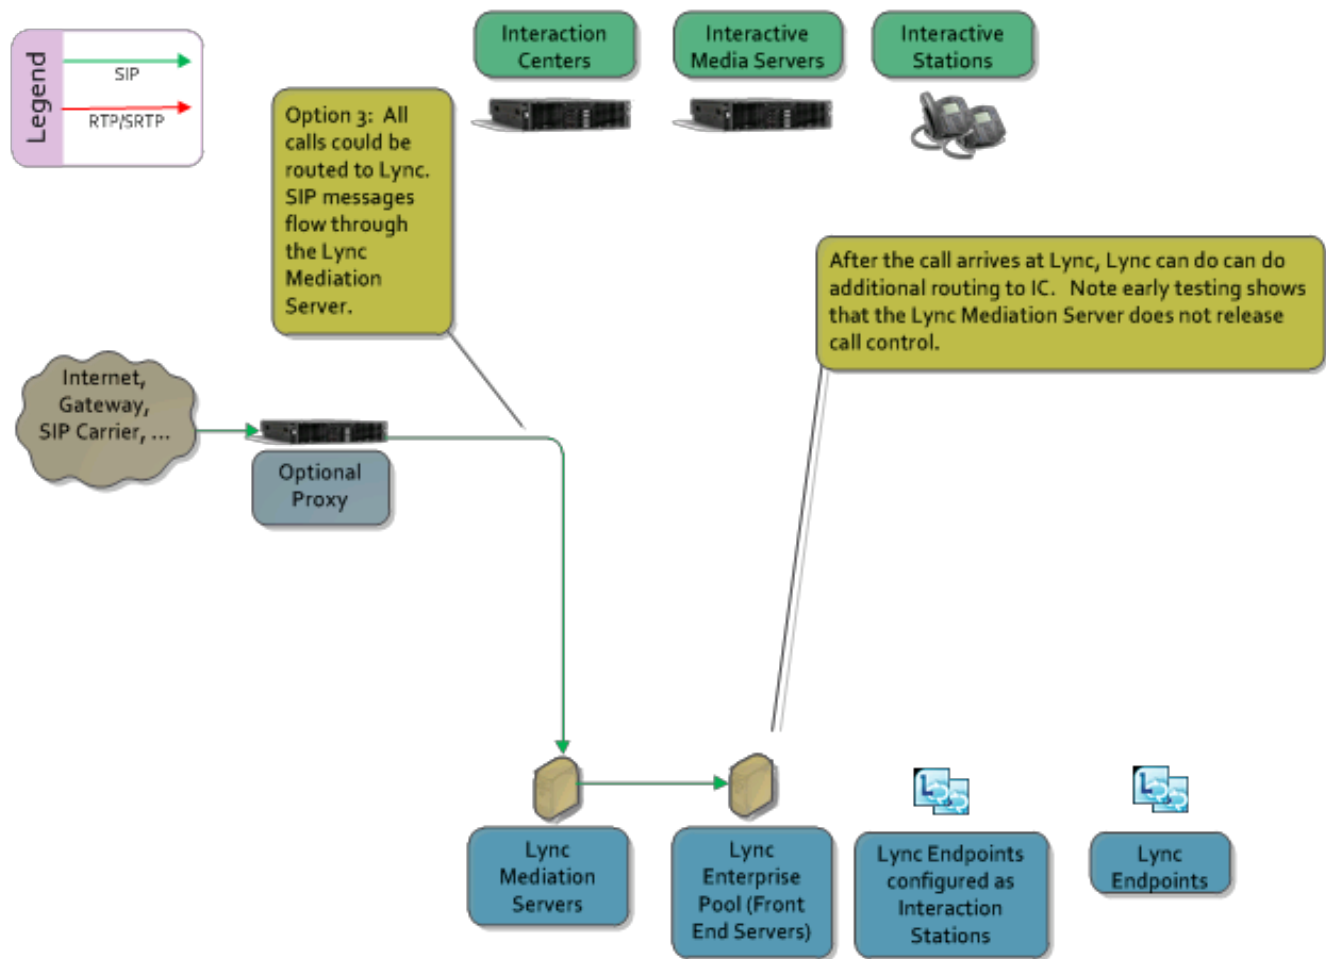 Legend
SIP
RTP/SRTP
Interaction
Centers
Interactive
Media Servers
Interactive
Stations
Option 3:  All
calls could be
routed to Lync.
SIP messages
flow through
the Lync
Mediation
Server.
After the call arrives at Lync, Lync can do can do
additional routing to IC.   Note early testing shows
that the Lync Mediation Server does not release
call control.
Internet,
Gateway,
SIP Carrier, ...
Optional
Proxy
Lync
Mediation
Servers
Lync
Enterprise
Pool (Front
End Servers)
Lync Endpoints
configured as
Interaction
Stations
Lync
Endpoints